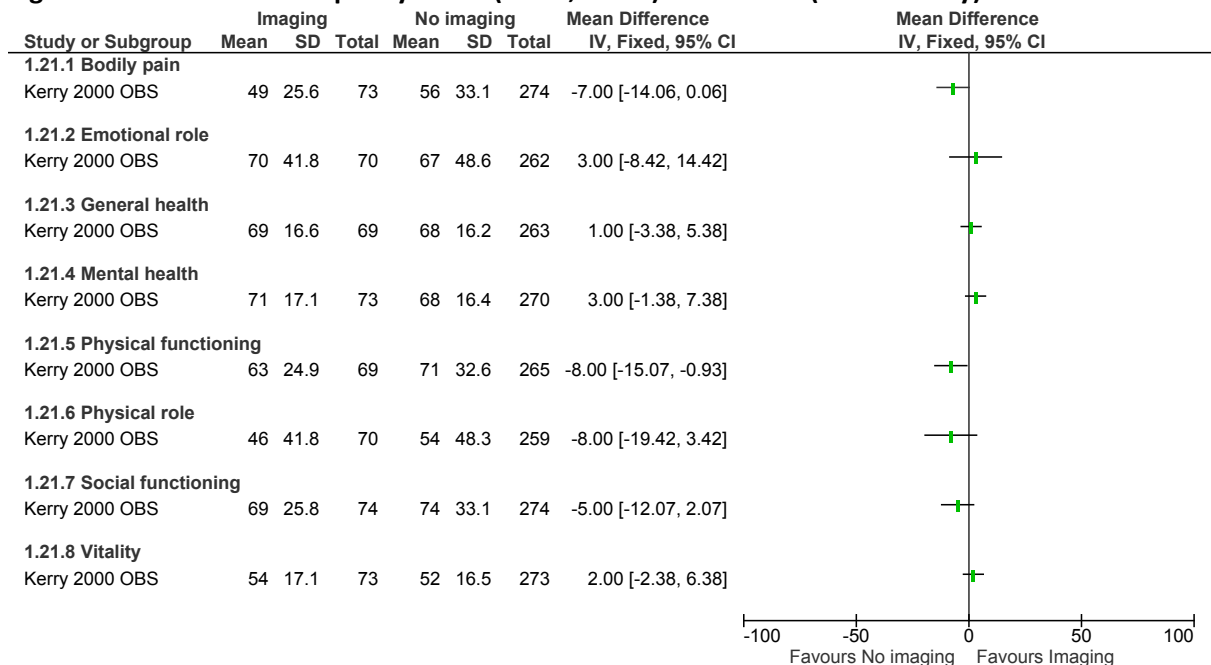 Imaging No imaging Mean Difference Mean Difference
Study or Subgroup Mean SD Total Mean SD Total IV, Fixed, 95% CI IV, Fixed, 95% CI
1.21.1 Bodily pain
Kerry 2000 OBS 49 25.6 73 56 33.1 274 -7.00 [-14.06, 0.06]
1.21.2 Emotional role
Kerry 2000 OBS 70 41.8 70 67 48.6 262 3.00 [-8.42, 14.42]
1.21.3 General health
Kerry 2000 OBS 69 16.6 69 68 16.2 263 1.00 [-3.38, 5.38]
1.21.4 Mental health
Kerry 2000 OBS 71 17.1 73 68 16.4 270 3.00 [-1.38, 7.38]
1.21.5 Physical functioning
Kerry 2000 OBS 63 24.9 69 71 32.6 265 -8.00 [-15.07, -0.93]
1.21.6 Physical role
Kerry 2000 OBS 46 41.8 70 54 48.3 259 -8.00 [-19.42, 3.42]
1.21.7 Social functioning
Kerry 2000 OBS 69 25.8 74 74 33.1 274 -5.00 [-12.07, 2.07]
1.21.8 Vitality
Kerry 2000 OBS 54 17.1 73 52 16.5 273 2.00 [-2.38, 6.38]
-100 -50 0 50 100
Favours No imaging Favours Imaging